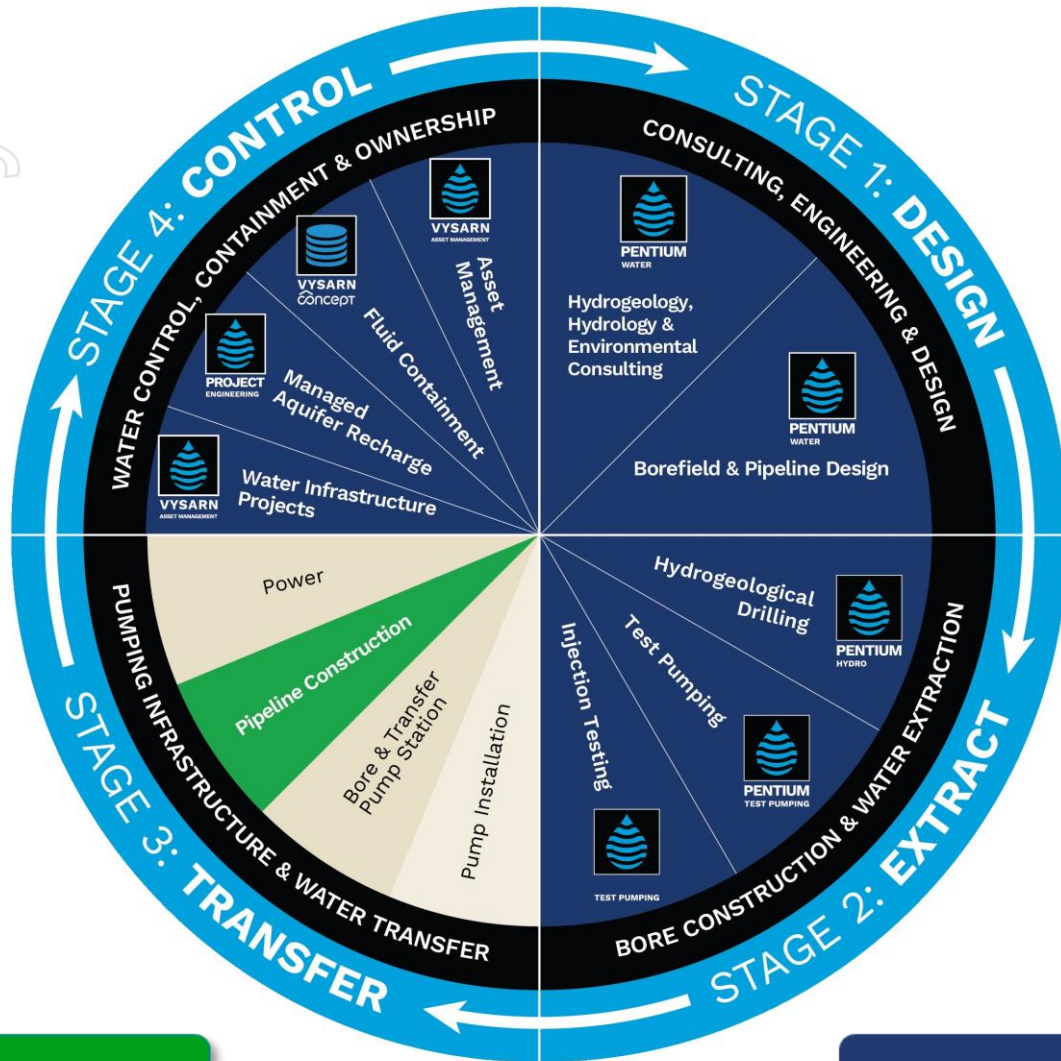 STAGE 1: DESIGN
CONSULTING, ENGINEERING & DESIGN
PENTIUM
WATER
Hydrogeology,
Hydrology &
Environmental
Consulting
PENTIUM
WATER
Borefield & Pipeline Design
STAGE 2: EXTRACT
BORE CONSTRUCTION & WATER EXTRACTION
Hydrogeological
Drilling
PENTIUM
HYDRO
Test Pumping
PENTIUM
TEST PUMPING
Injection Testing
TEST PUMPING
STAGE 3: TRANSFER
PUMPING INFRASTRUCTURE & WATER TRANSFER
Pump Installation
Bore & Transfer
Pump Station
Pipeline Construction
Power
STAGE 4: CONTROL
WATER CONTROL, CONTAINMENT & OWNERSHIP
VYSARN
ASSET MANAGEMENT
Water Infrastructure
Projects
PROJECT
ENGINEERING
Managed
Aquifer Recharge
VYSARN
CONCEPT
Fluid Containment
VYSARN
ASSET MANAGEMENT
Asset
Management